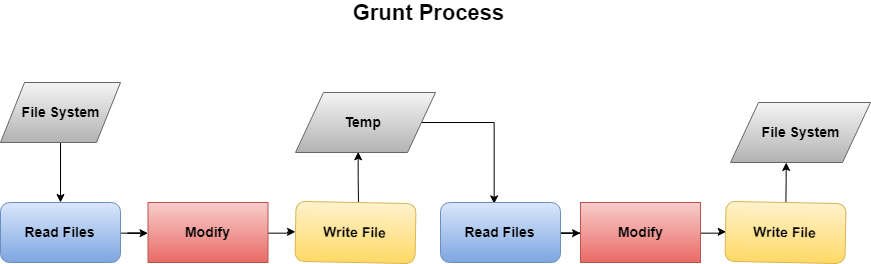 Grunt Process
File System
Temp
File System
Read Files
Modify
Write File
Read Files
Modify
Write File